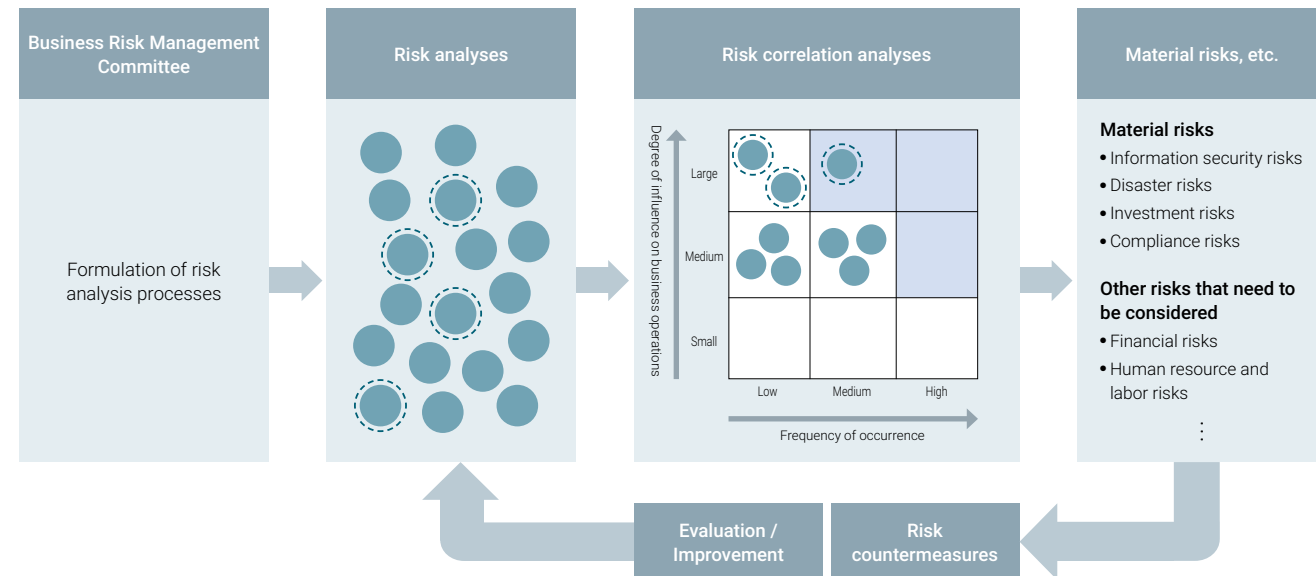 Business Risk Management
Committee
Formulation of risk
analysis processes
Risk analyses
Risk correlation analyses
Degree of influence on business operations
Large
Medium
Small
Low
Medium
High
Frequency of occurrence
Material risks, etc.
Material risks
• Information security risks
• Disaster risks
• Investment risks
• Compliance risks
Other risks that need to
be considered
• Financial risks
• Human resource and
labor risks
⋮
Evaluation /
Improvement
Risk
countermeasures